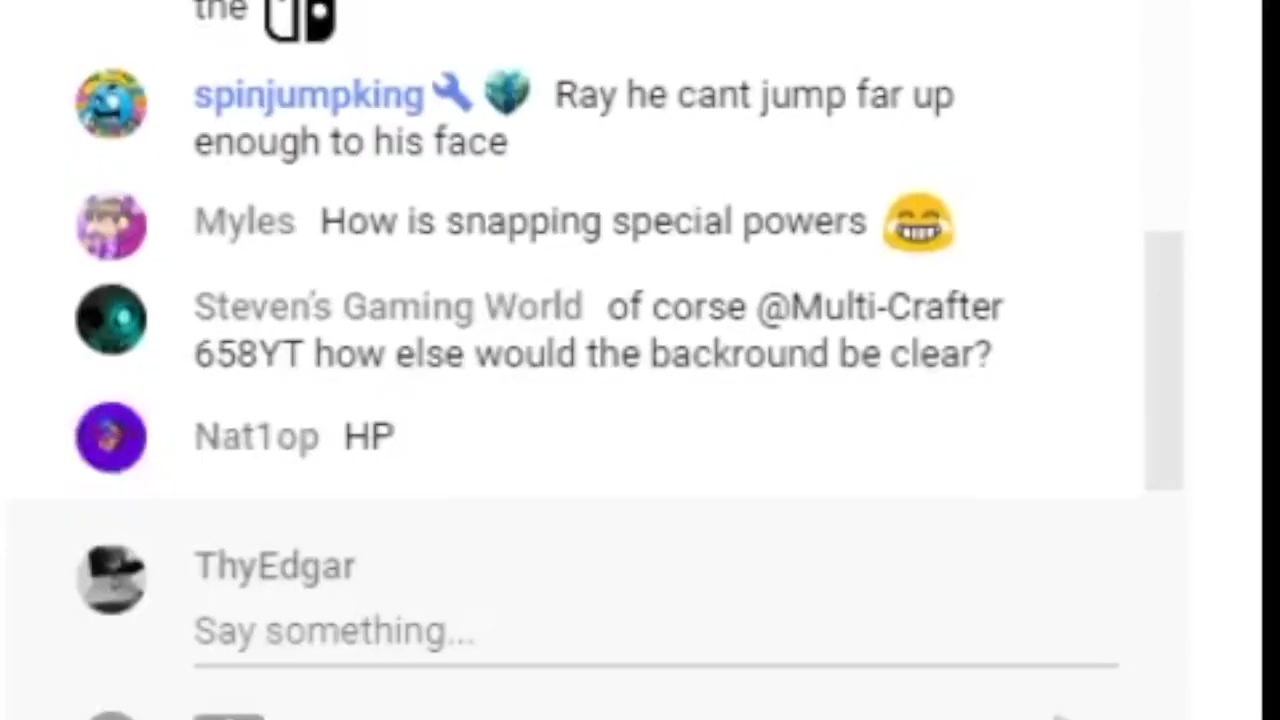 the
spinjumpking Ray he cant jump far up
enough to his face
Myles How is snapping special powers 😂
Steven's Gaming World of corse @Multi-Crafter
658YT how else would the backround be clear?
Nat1op HP
ThyEdgar
Say something...